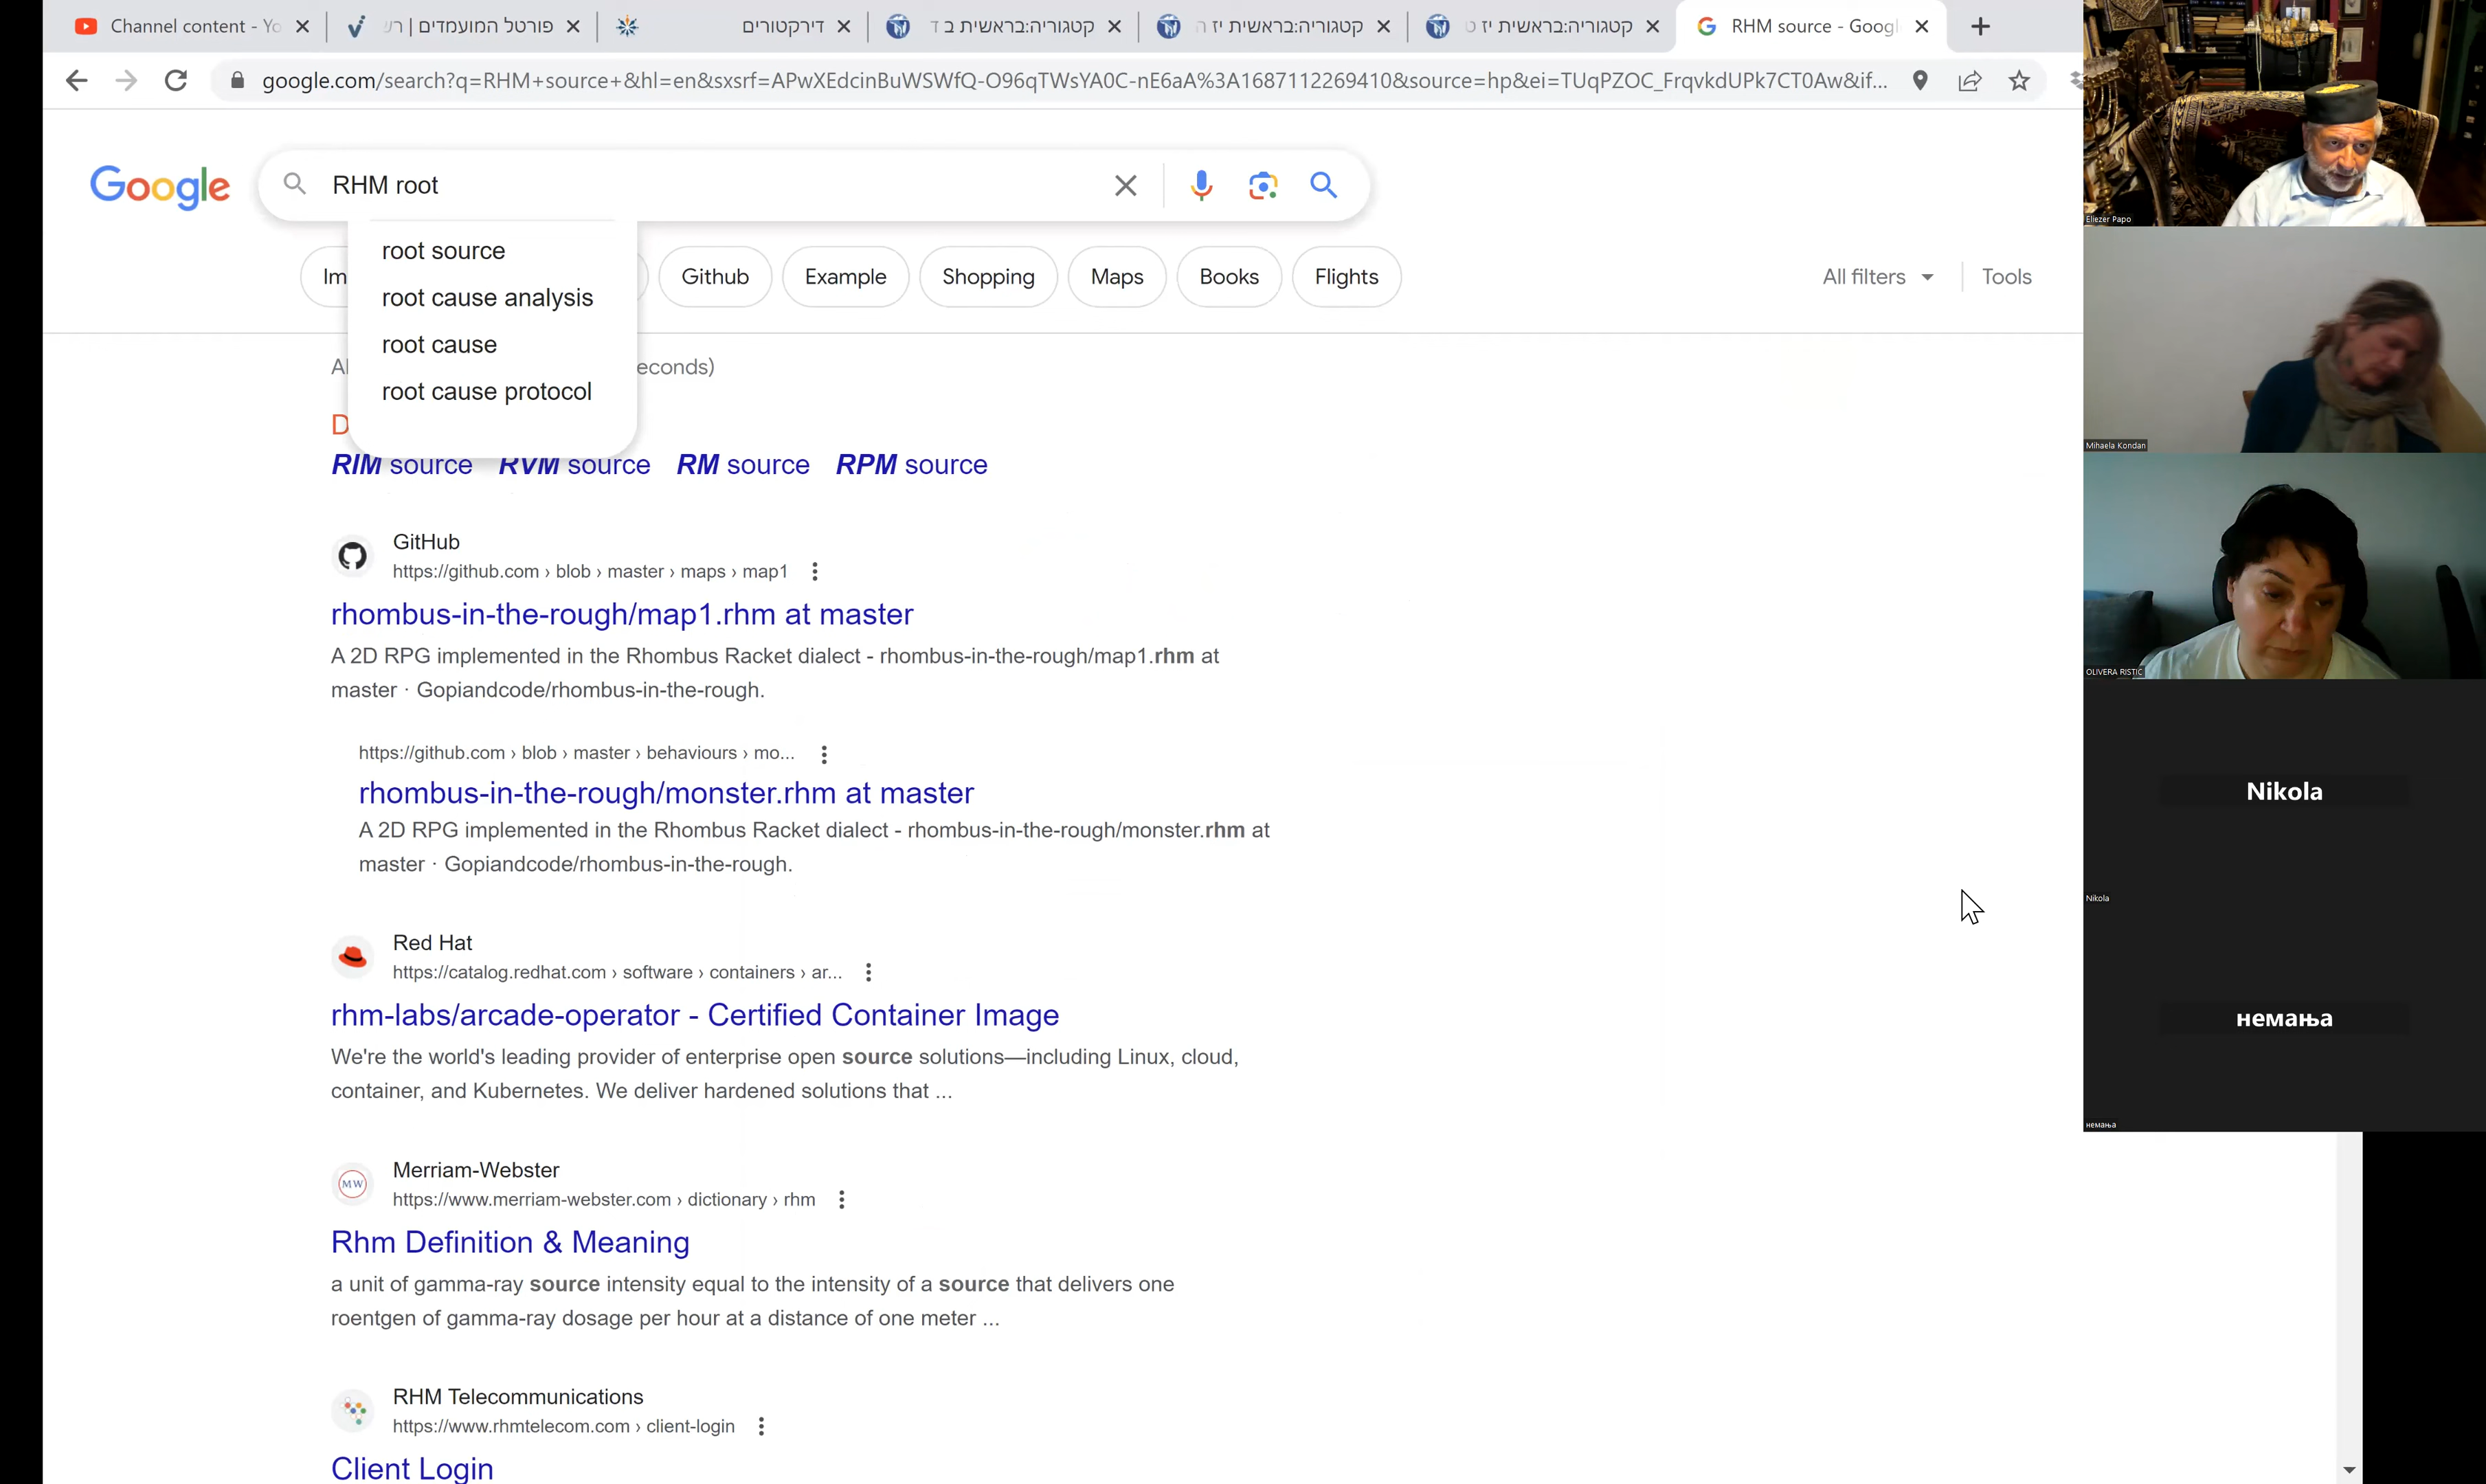 Channel content - Yo
פורטל המועמדים | רש
דירקטורים
קטגוריה:בראשית ב ד
קטגוריה:בראשית יז ה
קטגוריה:בראשית יז ט
RHM source - Googl
google.com/search?q=RHM+source+&hl=en&sxsrf=APwXEdcinBuWSWfQ-O96qTWsYA0C-nE6aA%3A1687112269410&source=hp&ei=TUqPZOC_FrqvkdUPk7CT0Aw&if...
Google
RHM root
root source
root cause analysis
root cause
root cause protocol
Im
Github
Example
Shopping
Maps
Books
Flights
All filters
Tools
econds)
D
RIM source RVM source RM source RPM source
GitHub
https://github.com › blob › master › maps › map1
rhombus-in-the-rough/map1.rhm at master
A 2D RPG implemented in the Rhombus Racket dialect - rhombus-in-the-rough/map1.rhm at
master · Gopiandcode/rhombus-in-the-rough.
https://github.com › blob › master › behaviours › mo...
rhombus-in-the-rough/monster.rhm at master
A 2D RPG implemented in the Rhombus Racket dialect - rhombus-in-the-rough/monster.rhm at
master · Gopiandcode/rhombus-in-the-rough.
Red Hat
https://catalog.redhat.com › software › containers › ar...
rhm-labs/arcade-operator - Certified Container Image
We're the world's leading provider of enterprise open source solutions—including Linux, cloud,
container, and Kubernetes. We deliver hardened solutions that ...
MW
Merriam-Webster
https://www.merriam-webster.com › dictionary › rhm
Rhm Definition & Meaning
a unit of gamma-ray source intensity equal to the intensity of a source that delivers one
roentgen of gamma-ray dosage per hour at a distance of one meter ...
RHM Telecommunications
https://www.rhmtelecom.com › client-login
Client Login
Eliezer Papo
Mihaela Kondan
OLIVERA RISTIĆ
Nikola
Nikola
немања
немања